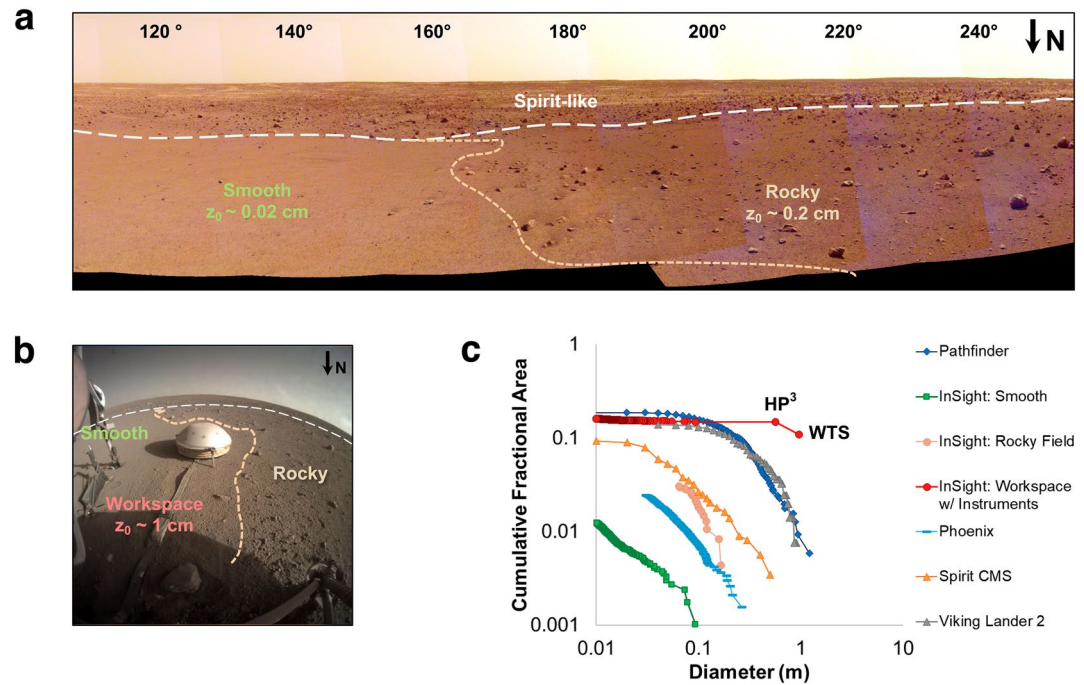 a
120 ° 140° 160° 180° 200° 220° 240° N
Spirit-like
Smooth
z₀ ~ 0.02 cm
Rocky
z₀ ~ 0.2 cm
b
N
Smooth
Rocky
Workspace
z₀ ~ 1 cm
c
Cumulative Fractional Area
1
0.1
0.01
0.001
0.01 0.1 1 10
Diameter (m)
HP³
WTS
Pathfinder
InSight: Smooth
InSight: Rocky Field
InSight: Workspace
w/ Instruments
Phoenix
Spirit CMS
Viking Lander 2